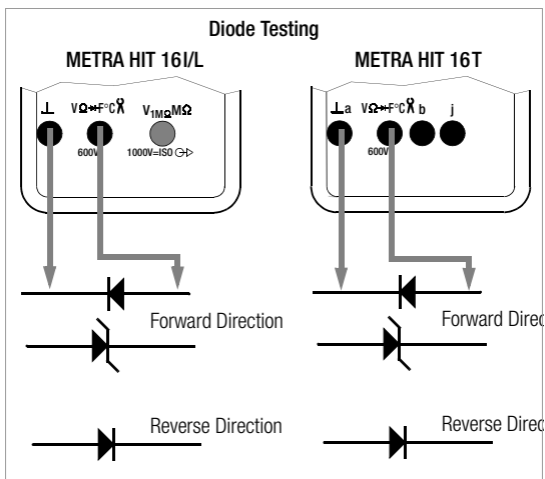 Diode Testing
METRA HIT 16I/L
METRA HIT 16T
⊥ VΩ F°C V1MΩMΩ
600V 1000V=ISO
⊥a VΩ F°C b j
600V
Forward Direction
Forward Direc
Reverse Direction
Reverse Direc